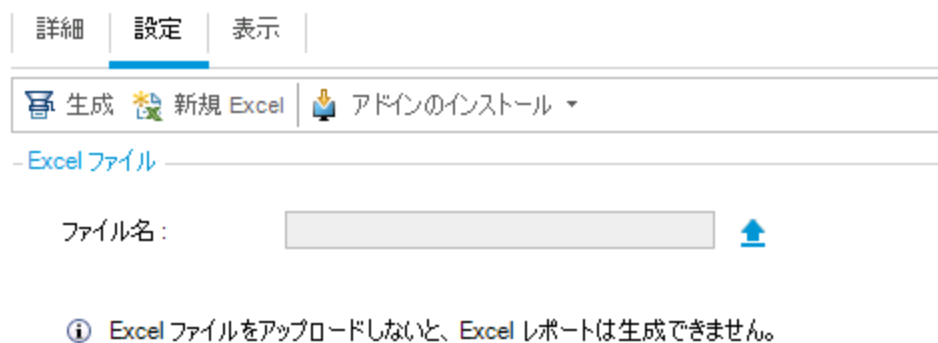 詳細 設定 表示
生成 新規 Excel アドインのインストール
Excel ファイル
ファイル名 :
Excel ファイルをアップロードしないと、Excel レポートは生成できません。